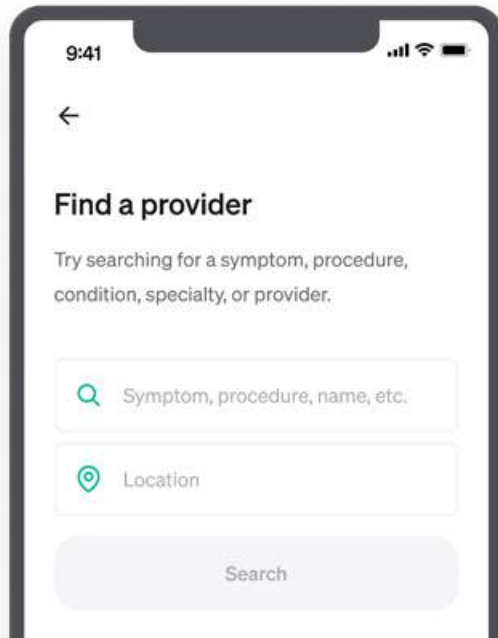 9:41
Find a provider
Try searching for a symptom, procedure,
condition, specialty, or provider.
Symptom, procedure, name, etc.
Location
Search